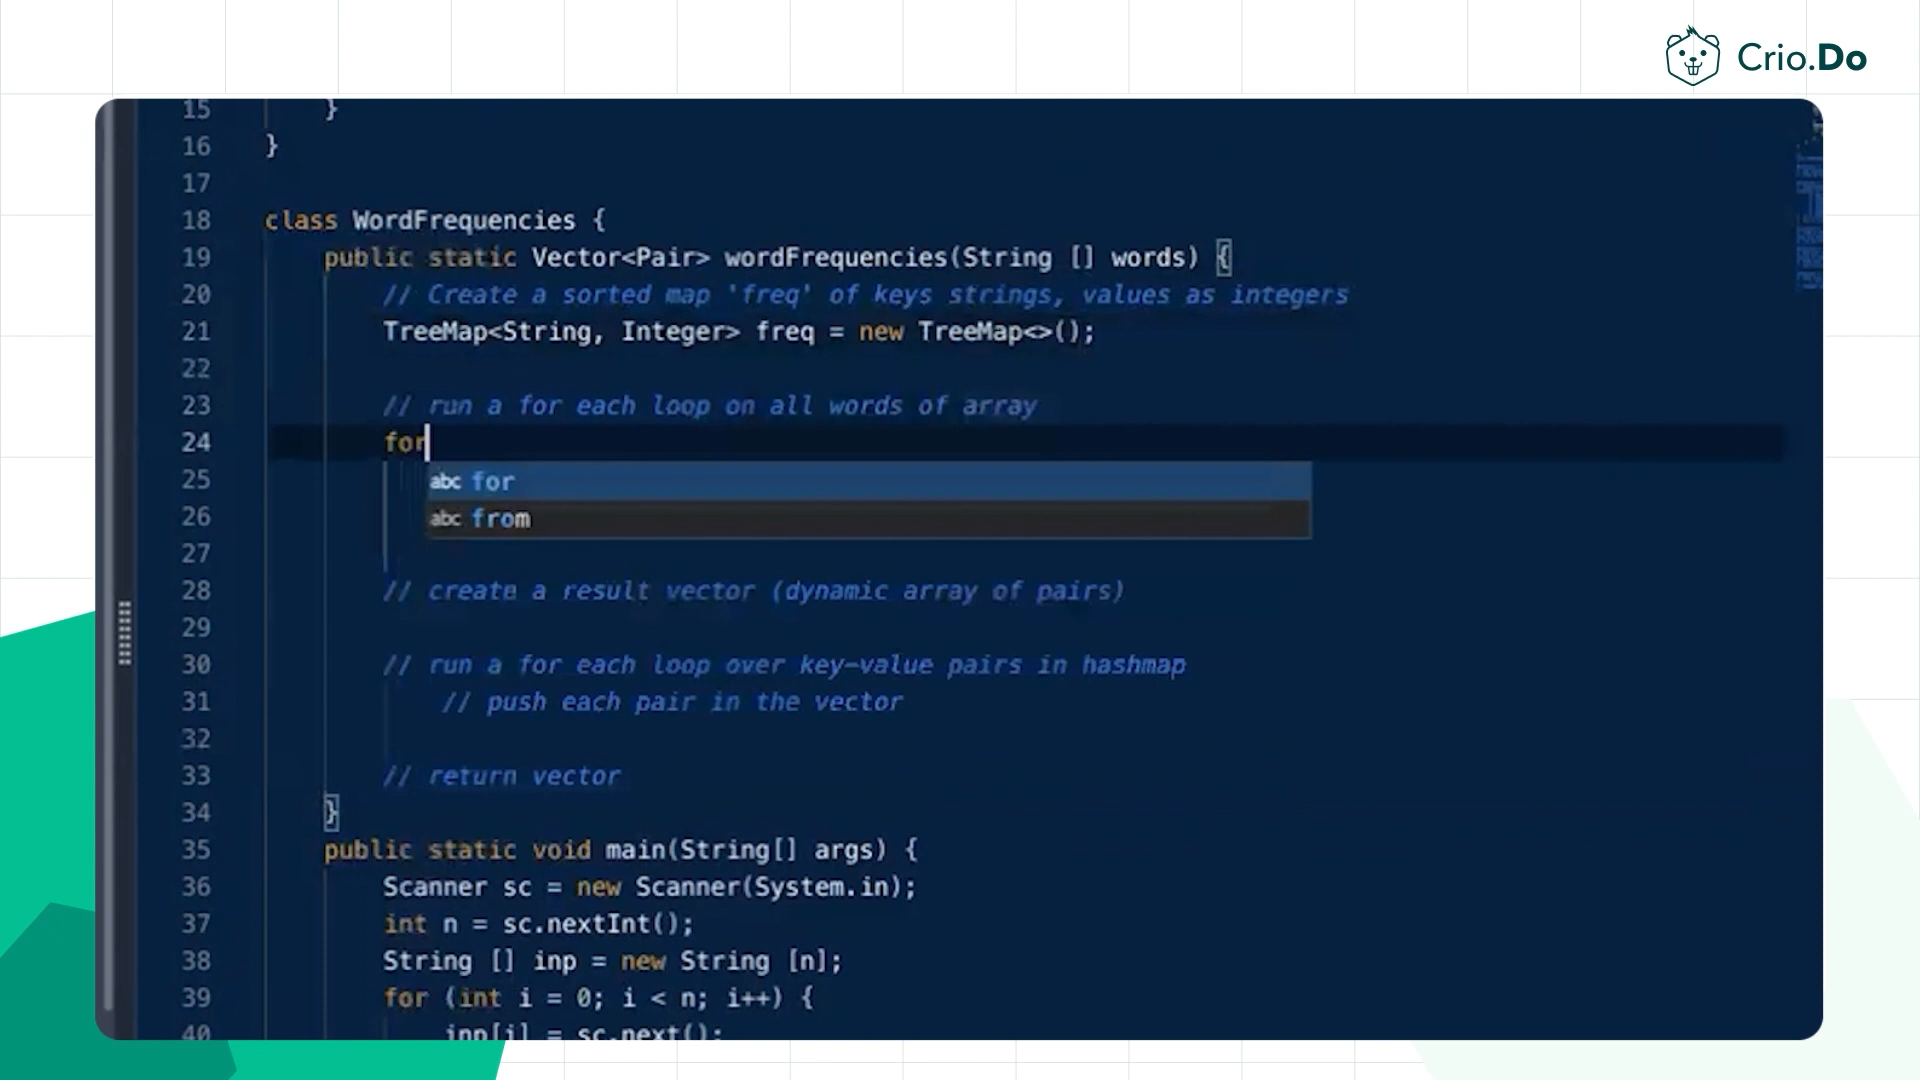 Crio.Do
15 }
16 }
17
18 class WordFrequencies {
19 public static Vector<Pair> wordFrequencies(String [] words) {
20 // Create a sorted map 'freq' of keys strings, values as integers
21 TreeMap<String, Integer> freq = new TreeMap<>();
22
23 // run a for each loop on all words of array
24 for
25 abc for
26 abc from
27
28 // create a result vector (dynamic array of pairs)
29
30 // run a for each loop over key-value pairs in hashmap
31 // push each pair in the vector
32
33 // return vector
34 }
35 public static void main(String[] args) {
36 Scanner sc = new Scanner(System.in);
37 int n = sc.nextInt();
38 String [] inp = new String [n];
39 for (int i = 0; i < n; i++) {
40 inp[i] = sc.next();